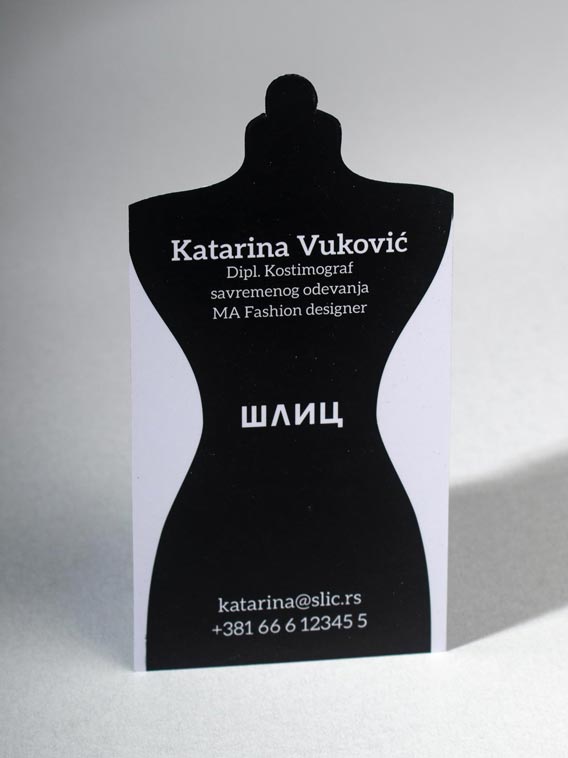 Katarina Vuković
Dipl. Kostimograf
savremenog odevanja
MA Fashion designer
ШЛИЦ
katarina@slic.rs
+381 66 6 12345 5